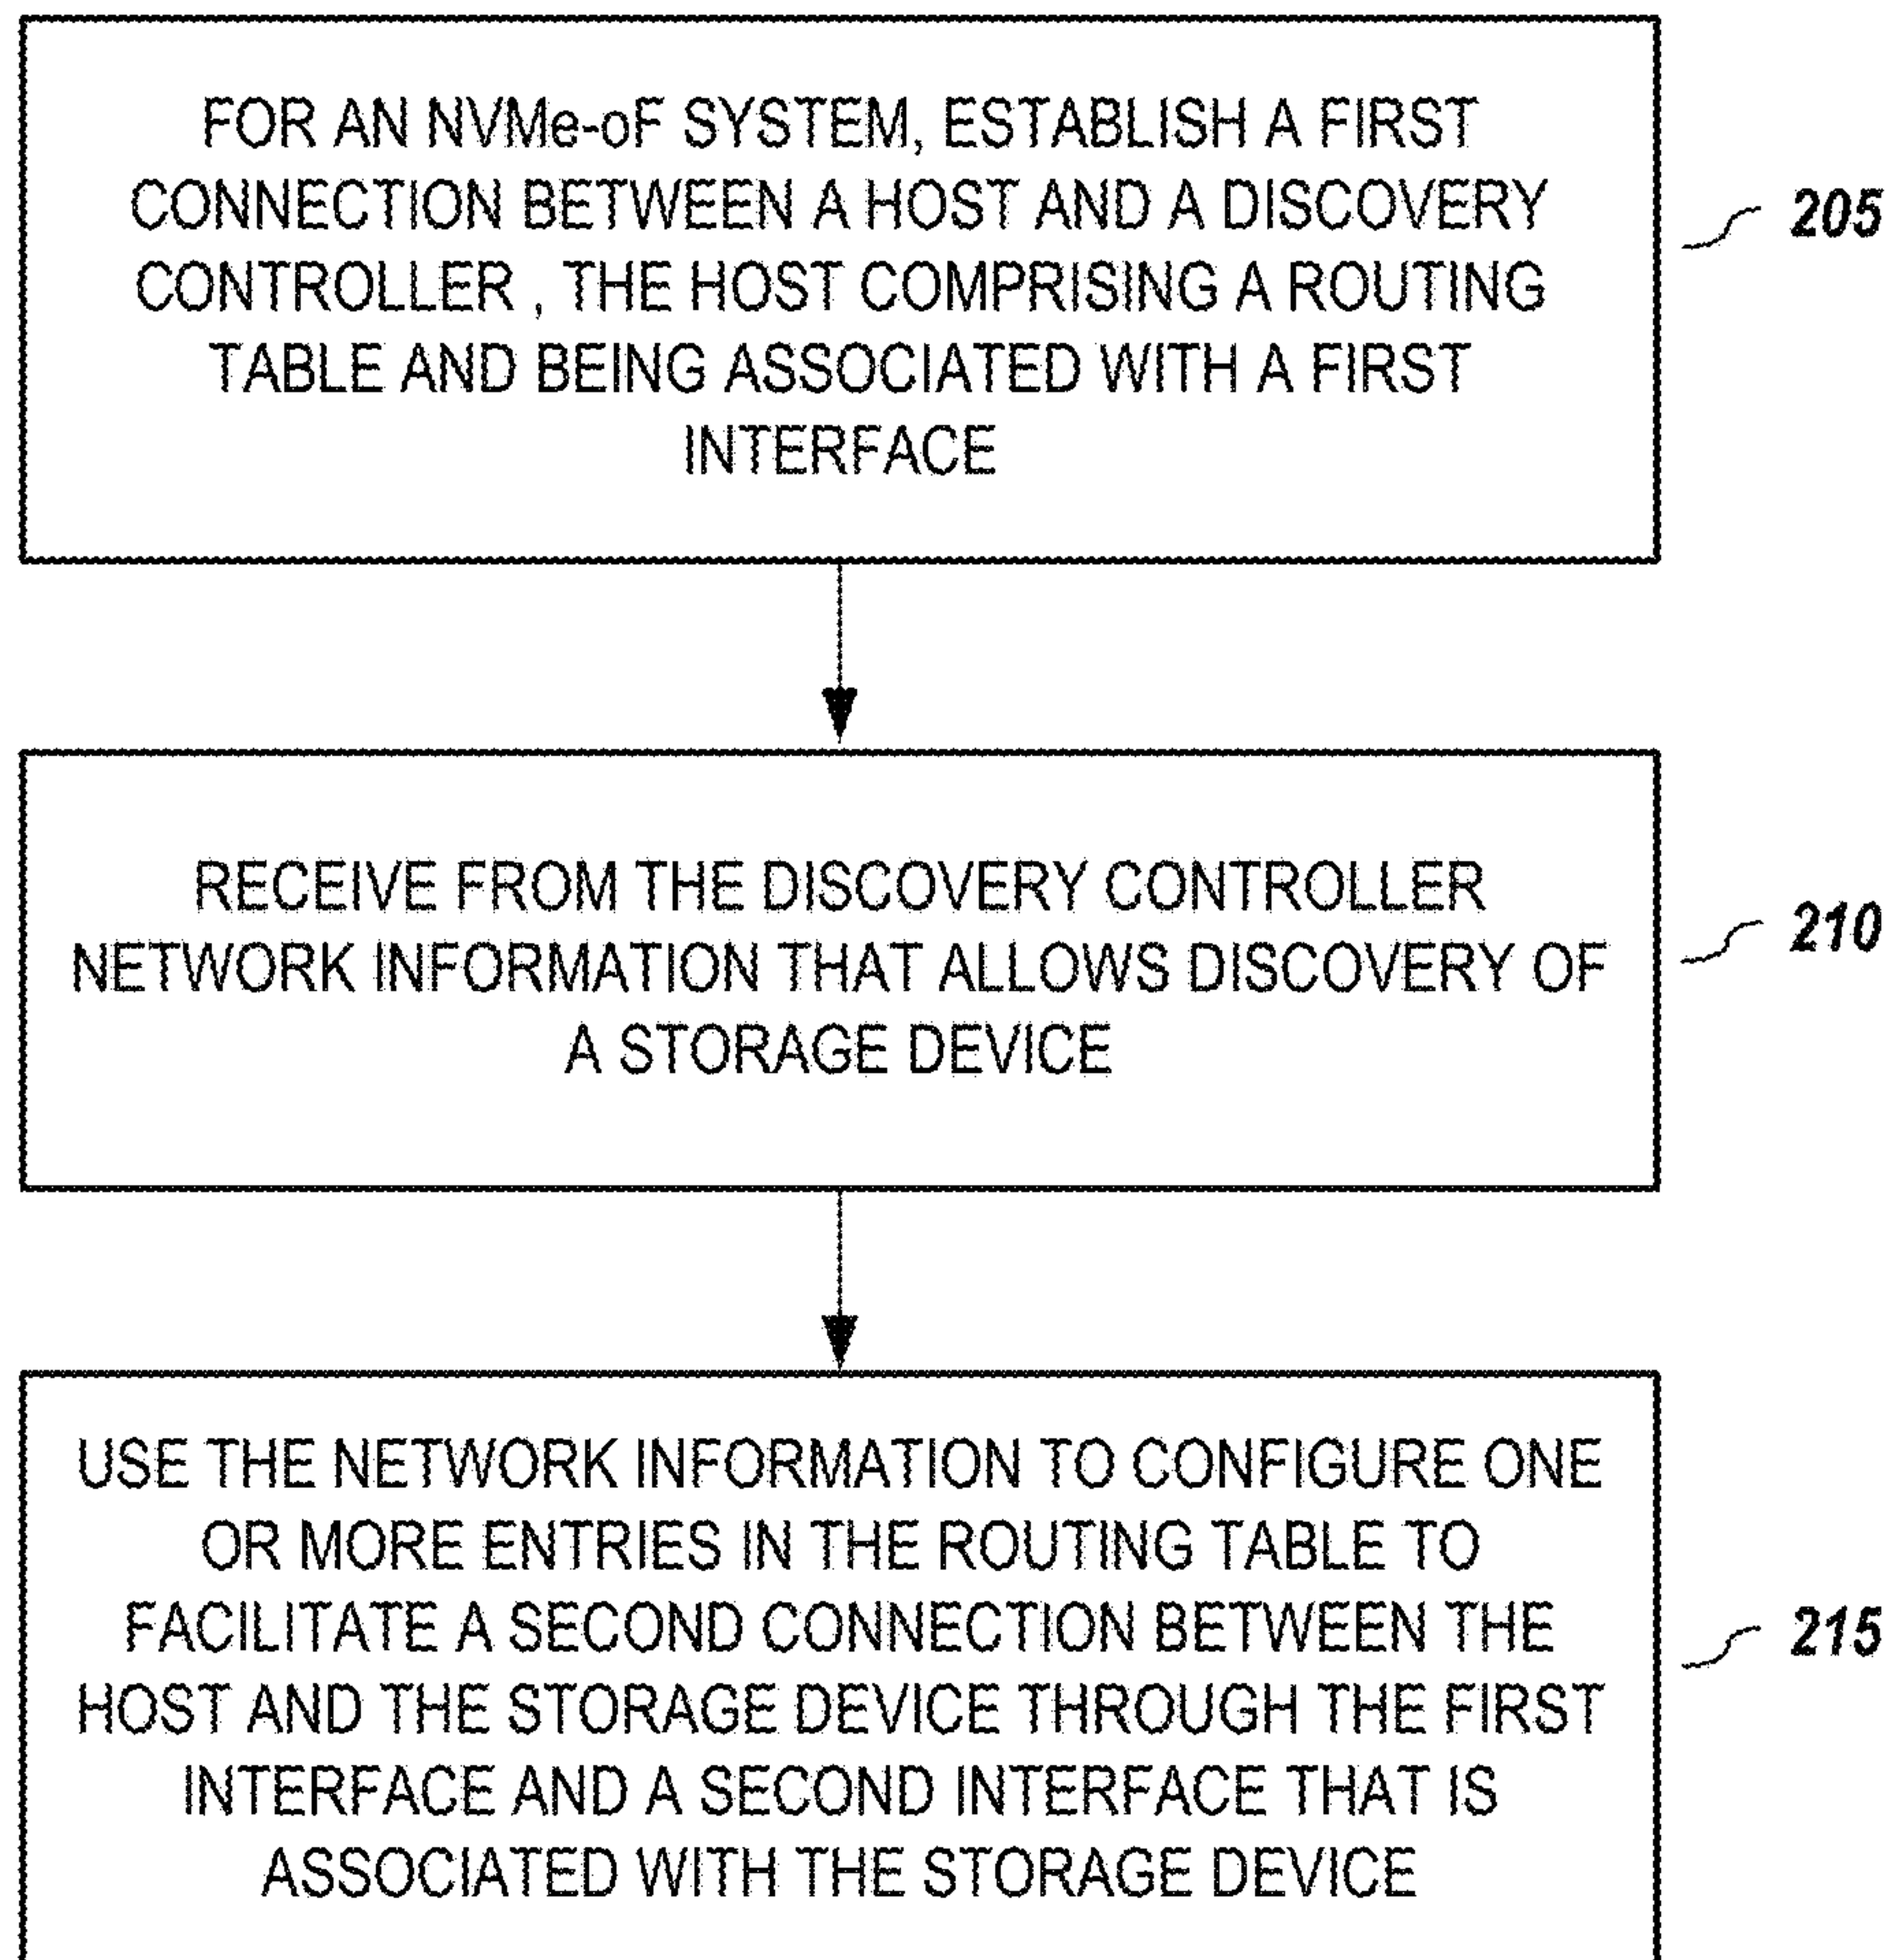 FOR AN NVMe-oF SYSTEM, ESTABLISH A FIRST
CONNECTION BETWEEN A HOST AND A DISCOVERY
CONTROLLER , THE HOST COMPRISING A ROUTING
TABLE AND BEING ASSOCIATED WITH A FIRST
INTERFACE
205
RECEIVE FROM THE DISCOVERY CONTROLLER
NETWORK INFORMATION THAT ALLOWS DISCOVERY OF
A STORAGE DEVICE
210
USE THE NETWORK INFORMATION TO CONFIGURE ONE
OR MORE ENTRIES IN THE ROUTING TABLE TO
FACILITATE A SECOND CONNECTION BETWEEN THE
HOST AND THE STORAGE DEVICE THROUGH THE FIRST
INTERFACE AND A SECOND INTERFACE THAT IS
ASSOCIATED WITH THE STORAGE DEVICE
215